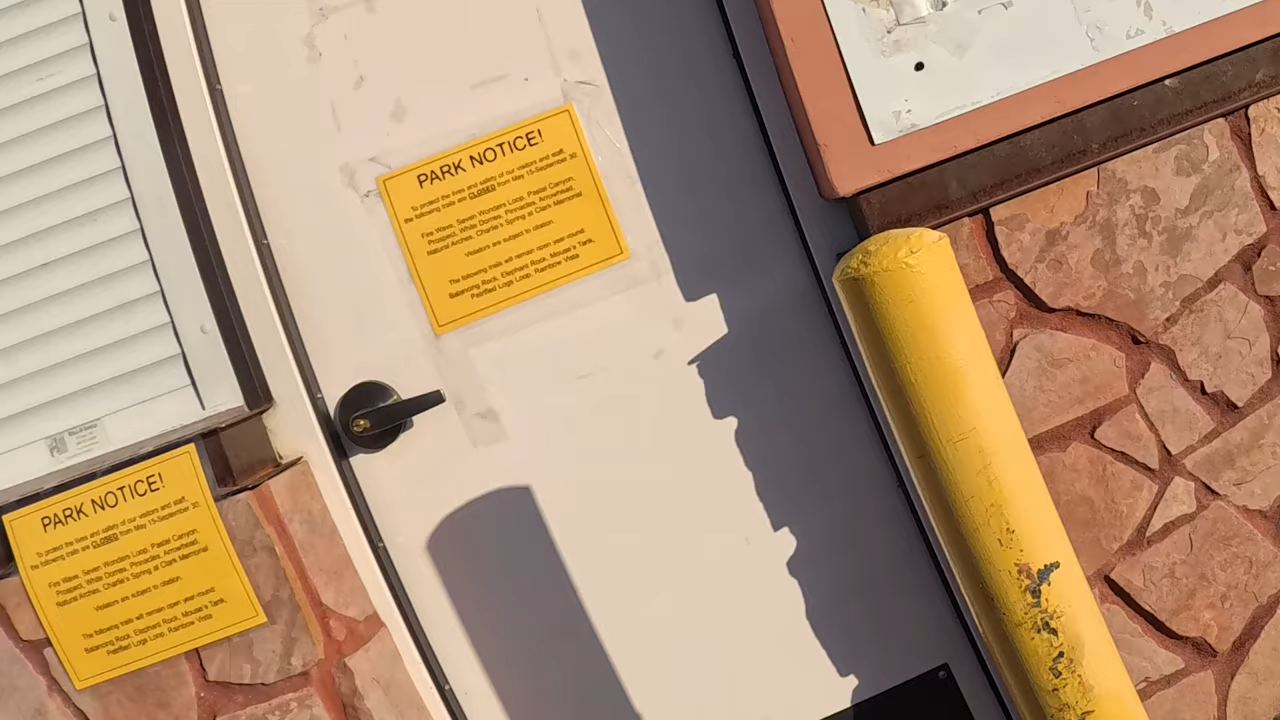 PARK NOTICE!
To protect the lives and safety of our visitors and staff,
the following trails are CLOSED from May 15-September 30:
Fire Wave, Seven Wonders Loop, Pastel Canyon,
Prospect, White Domes, Pinnacles, Arrowhead,
Natural Arches, Charlie's Spring at Clark Memorial
Violators are subject to citation.
The following trails will remain open year-round:
Balancing Rock, Elephant Rock, Mouse's Tank,
Petrified Logs Loop, Rainbow Vista
PARK NOTICE!
To protect the lives and safety of our visitors and staff,
the following trails are CLOSED from May 15-September 30:
Fire Wave, Seven Wonders Loop, Pastel Canyon,
Prospect, White Domes, Pinnacles, Arrowhead,
Natural Arches, Charlie's Spring at Clark Memorial
Violators are subject to citation.
The following trails will remain open year-round:
Balancing Rock, Elephant Rock, Mouse's Tank,
Petrified Logs Loop, Rainbow Vista